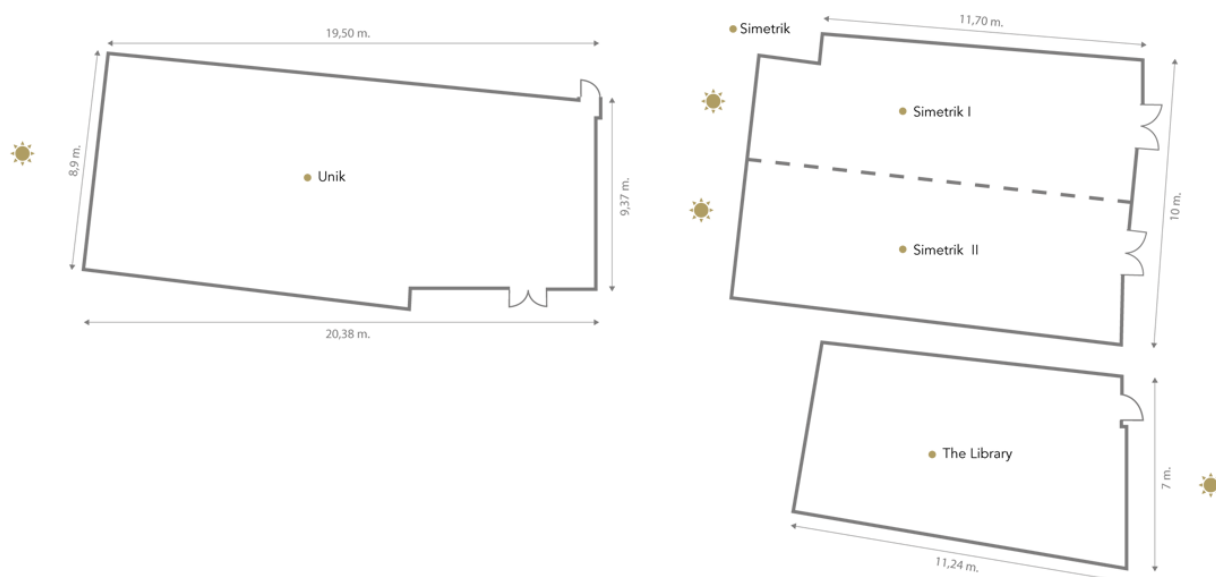 19,50 m.
8,9 m.
Unik
9,37 m.
20,38 m.
Simetrik
11,70 m.
Simetrik I
10 m.
Simetrik II
The Library
7 m.
11,24 m.